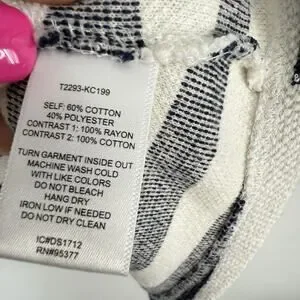 T2293-KC199
SELF: 60% COTTON
40% POLYESTER
CONTRAST 1: 100% RAYON
CONTRAST 2: 100% COTTON
TURN GARMENT INSIDE OUT
MACHINE WASH COLD
WITH LIKE COLORS
DO NOT BLEACH
HANG DRY
IRON LOW IF NEEDED
DO NOT DRY CLEAN
IC#DS1712
RN#95377